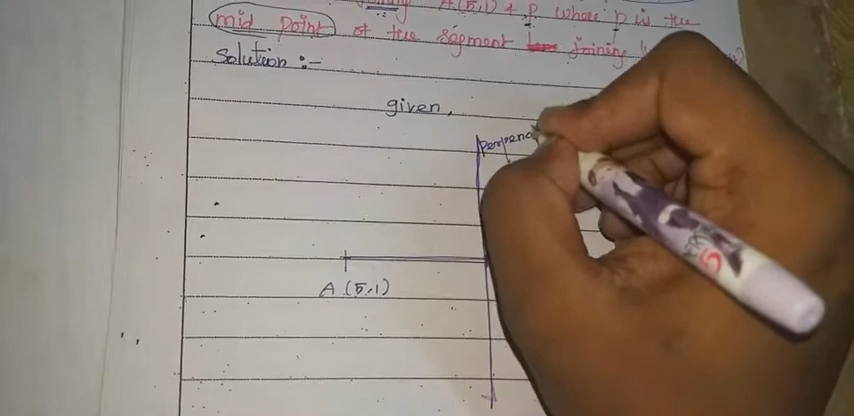 A(5,1) & P where P is the
mid point of the segment joining
Solution :-
given,
perpend
A (5,1)